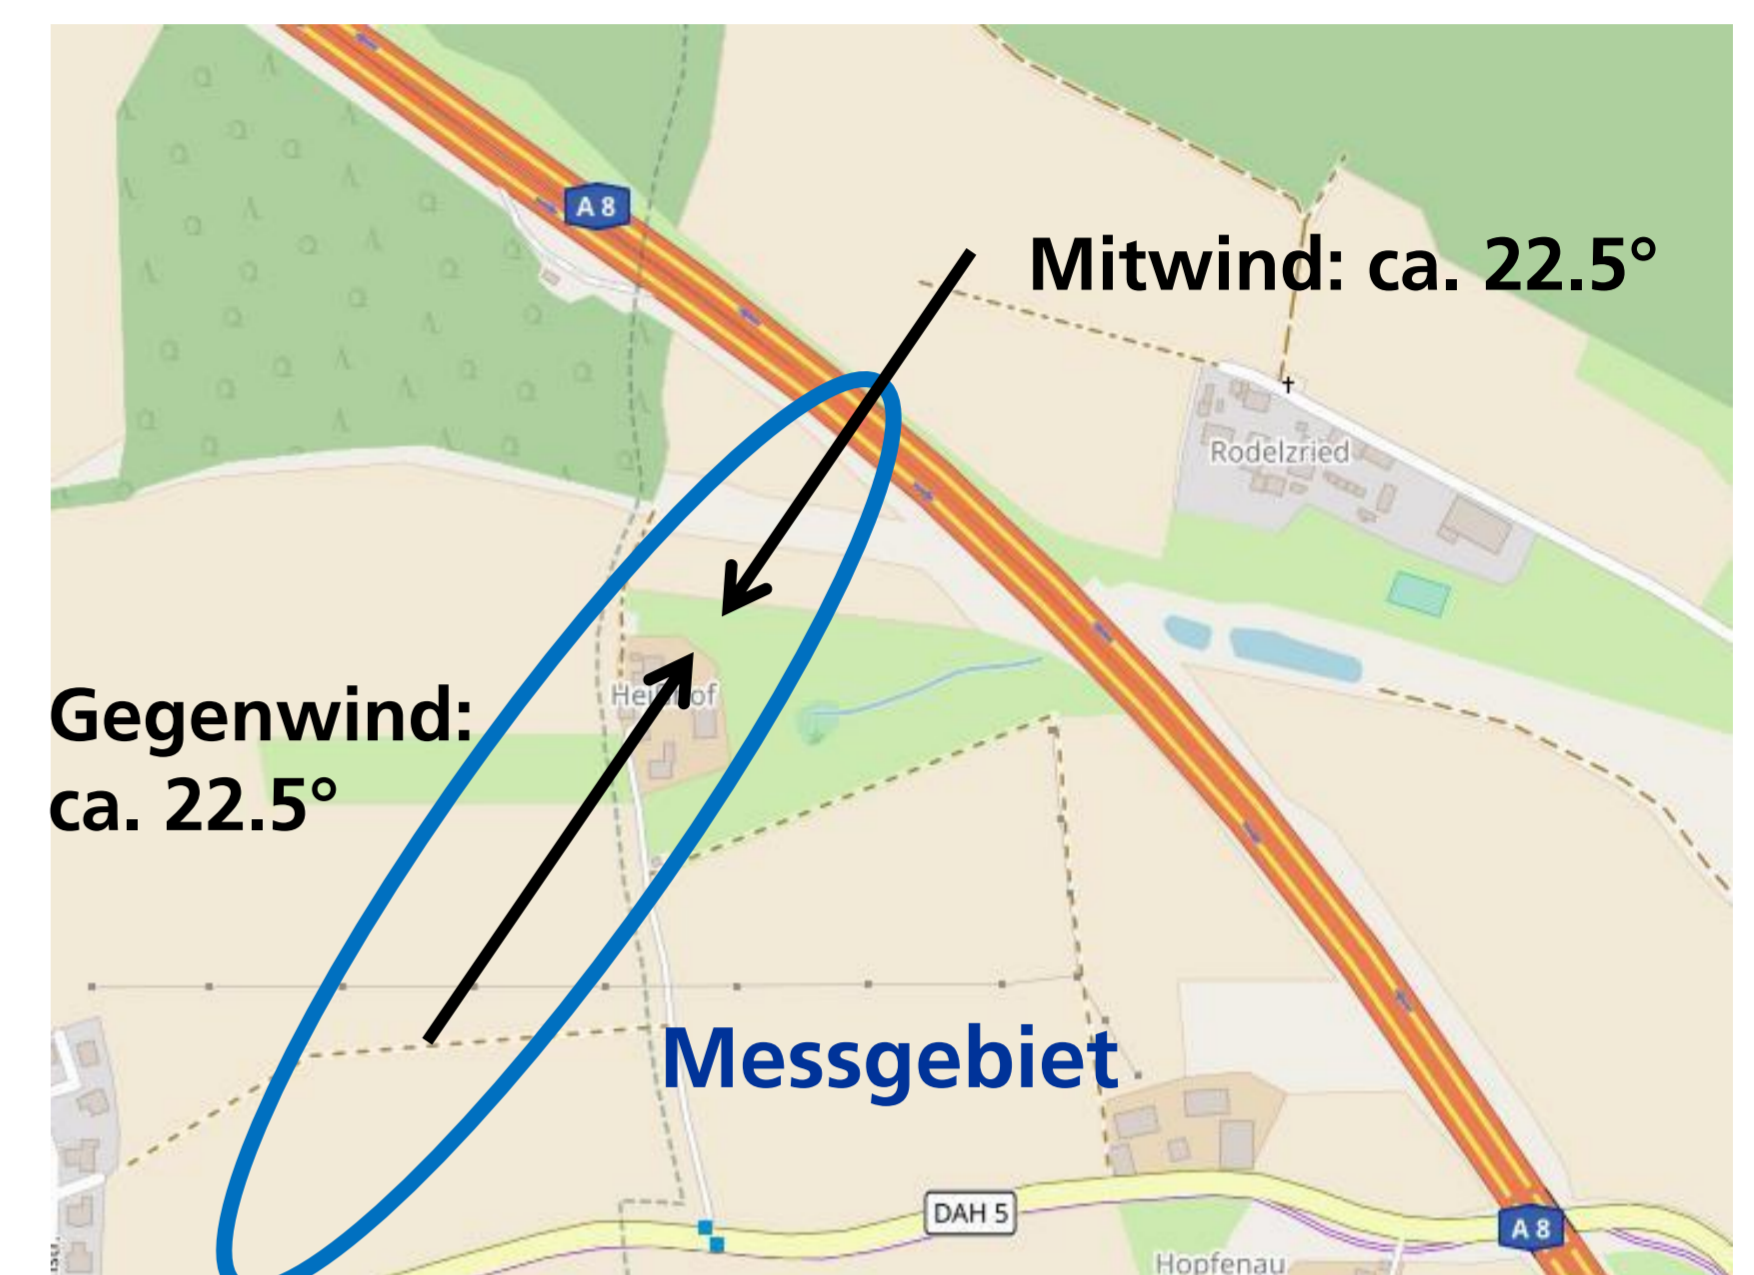 A 8
Mitwind: ca. 22.5°
Rodelzried
Gegenwind:
ca. 22.5°
Messgebiet
DAH 5
A 8
Hopfenau